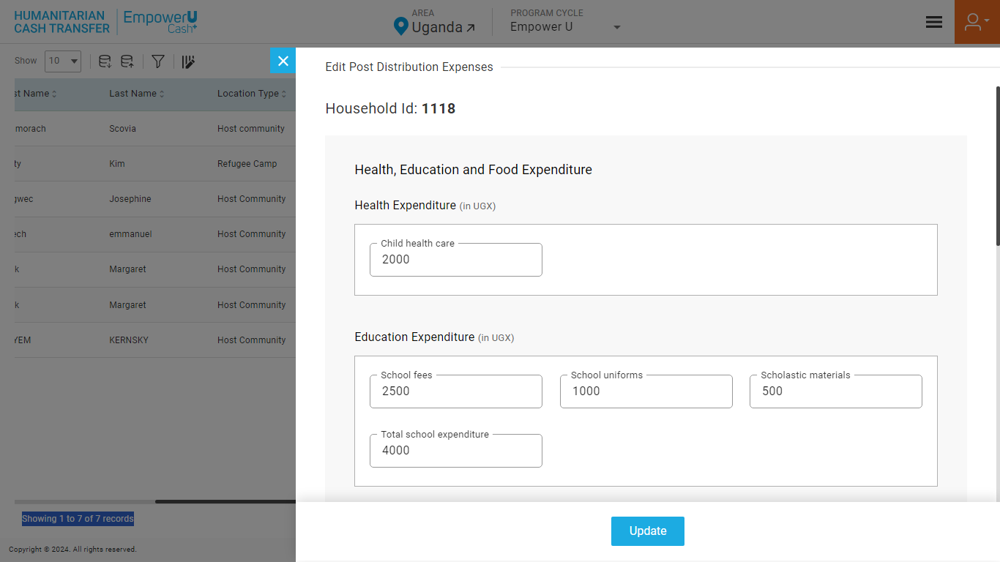 HUMANITARIAN
CASH TRANSFER
EmpowerU
Cash+
AREA
Uganda
PROGRAM CYCLE
Empower U
Show 10
st Name Last Name Location Type
morach Scovia Host community
ty Kim Refugee Camp
gwec Josephine Host Community
ech emmanuel Host Community
k Margaret Host Community
k Margaret Host Community
YEM KERNSKY Host Community
Showing 1 to 7 of 7 records
Copyright © 2024. All rights reserved.
Edit Post Distribution Expenses
Household Id: 1118
Health, Education and Food Expenditure
Health Expenditure (in UGX)
Child health care
2000
Education Expenditure (in UGX)
School fees
2500
School uniforms
1000
Scholastic materials
500
Total school expenditure
4000
Update